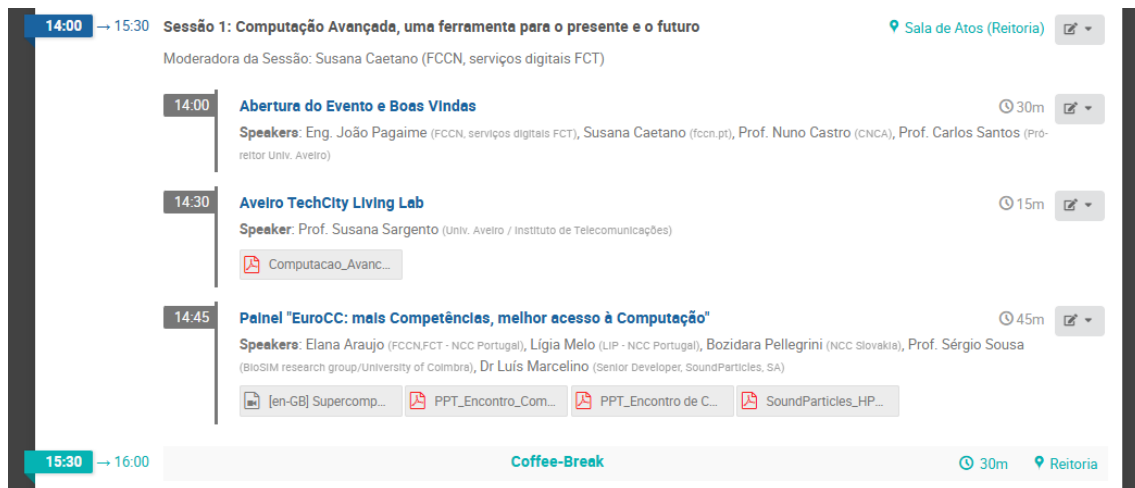 14:00 → 15:30 Sessão 1: Computação Avançada, uma ferramenta para o presente e o futuro Sala de Atos (Reitoria)
Moderadora da Sessão: Susana Caetano (FCCN, serviços digitais FCT)
14:00 Abertura do Evento e Boas Vindas 30m
Speakers: Eng. João Pagaime (FCCN, serviços digitais FCT), Susana Caetano (fccn.pt), Prof. Nuno Castro (CNCA), Prof. Carlos Santos (Pró-
reitor Univ. Aveiro)
14:30 Aveiro TechCity Living Lab 15m
Speaker: Prof. Susana Sargento (Univ. Aveiro / Instituto de Telecomunicações)
Computacao_Avanc...
14:45 Painel "EuroCC: mais Competências, melhor acesso à Computação" 45m
Speakers: Elana Araujo (FCCN,FCT - NCC Portugal), Lígia Melo (LIP - NCC Portugal), Bozidara Pellegrini (NCC Slovakia), Prof. Sérgio Sousa
(BioSIM research group/University of Coimbra), Dr Luís Marcelino (Senior Developer, SoundParticles, SA)
[en-GB] Supercomp... PPT_Encontro_Com... PPT_Encontro de C... SoundParticles_HP...
15:30 → 16:00 Coffee-Break 30m Reitoria